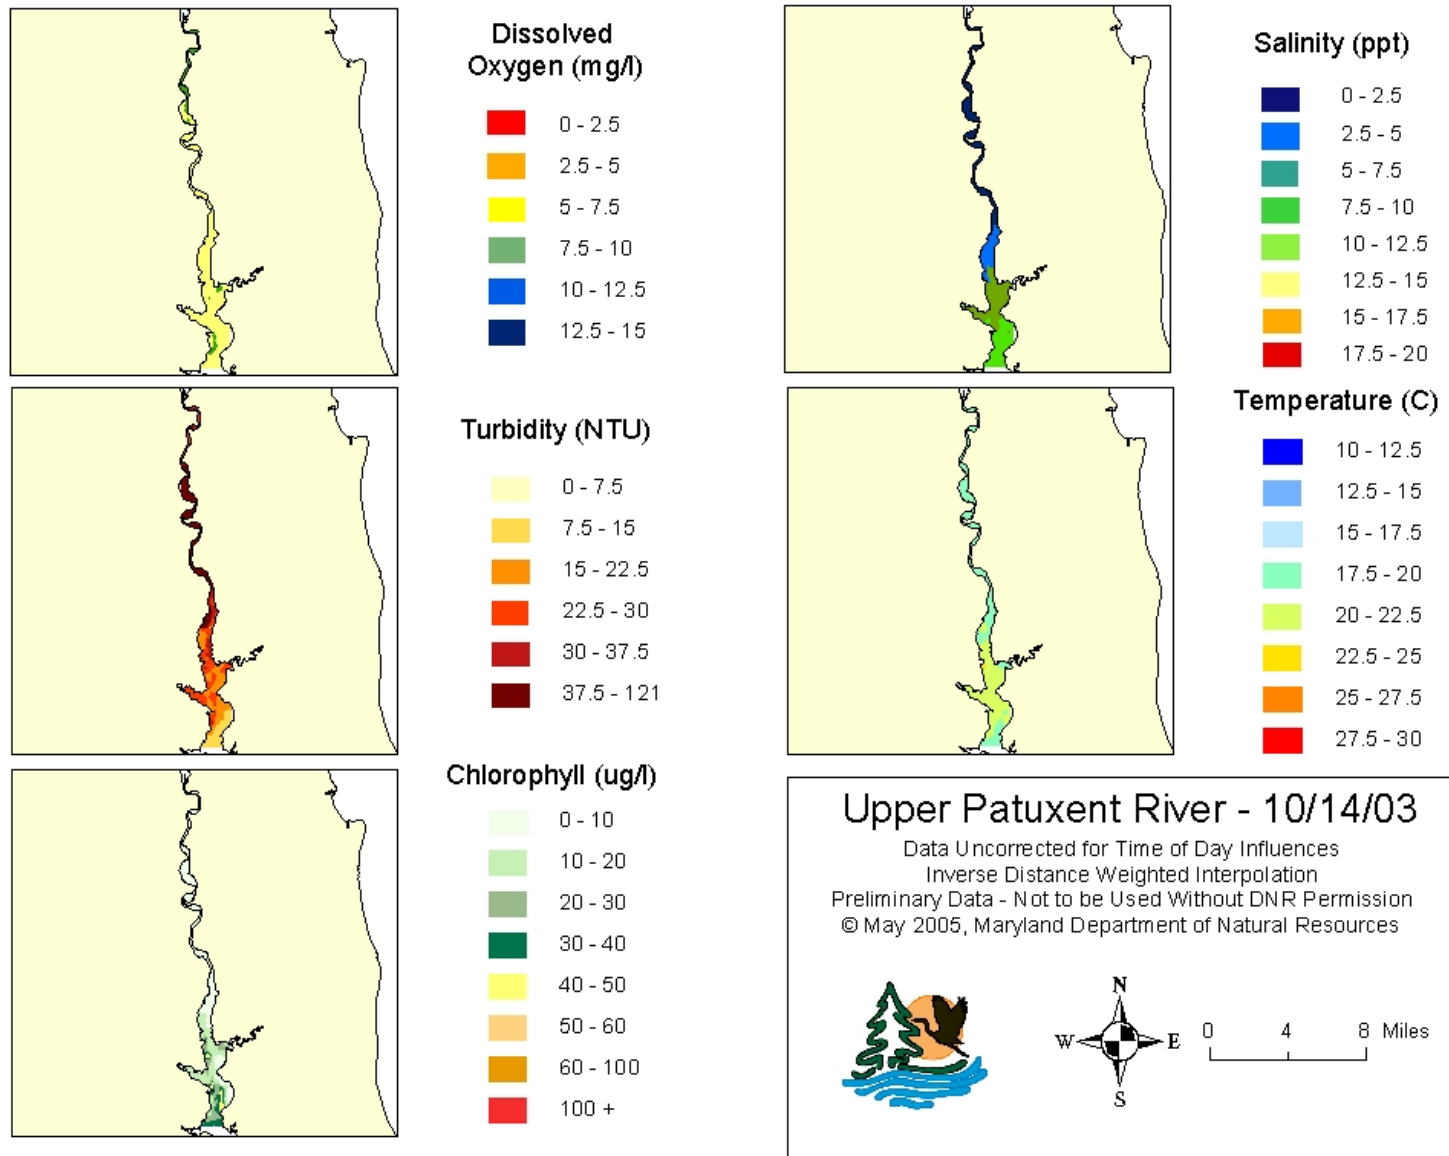 Dissolved
Oxygen (mg/l)
0 - 2.5
2.5 - 5
5 - 7.5
7.5 - 10
10 - 12.5
12.5 - 15
Salinity (ppt)
0 - 2.5
2.5 - 5
5 - 7.5
7.5 - 10
10 - 12.5
12.5 - 15
15 - 17.5
17.5 - 20
Turbidity (NTU)
0 - 7.5
7.5 - 15
15 - 22.5
22.5 - 30
30 - 37.5
37.5 - 121
Temperature (C)
10 - 12.5
12.5 - 15
15 - 17.5
17.5 - 20
20 - 22.5
22.5 - 25
25 - 27.5
27.5 - 30
Chlorophyll (ug/l)
0 - 10
10 - 20
20 - 30
30 - 40
40 - 50
50 - 60
60 - 100
100 +
Upper Patuxent River - 10/14/03
Data Uncorrected for Time of Day Influences
Inverse Distance Weighted Interpolation
Preliminary Data - Not to be Used Without DNR Permission
© May 2005, Maryland Department of Natural Resources
N
W E
S
0 4 8 Miles